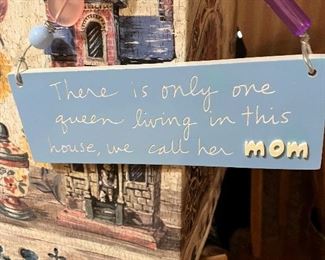 There is only one
queen living in this
house, we call her MOM